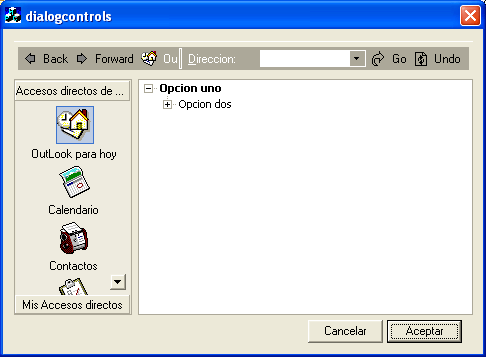 dialogcontrols
Back Forward Ou Direccion: Go Undo
Accesos directos de ...
OutLook para hoy
Calendario
Contactos
Mis Accesos directos
Opcion uno
Opcion dos
Cancelar Aceptar